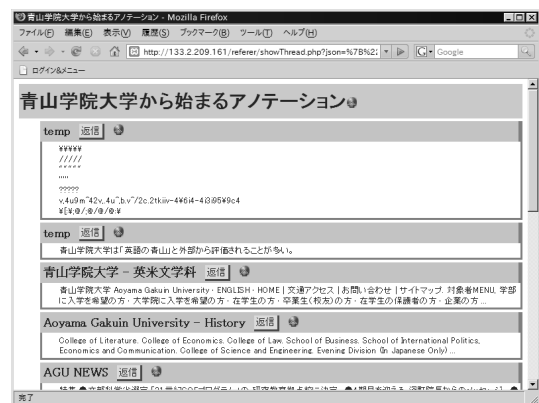 青山学院大学から始まるアノテーション - Mozilla Firefox
ファイル(F) 編集(E) 表示(V) 履歴(S) ブックマーク(B) ツール(T) ヘルプ(H)
http://133.2.209.161/referer/showThread.php?json=%7B%2 Google
ログイン&メニュー
青山学院大学から始まるアノテーション
temp 返信
¥¥¥¥¥
/////
"""""
'''''
?????
¥[¥;@/;@/@/@:¥
temp 返信
青山学院大学は「英語の青山」と外部から評価されることが多い。
青山学院大学 - 英米文学科 返信
青山学院大学 Aoyama Gakuin University · ENGLISH · HOME | 交通アクセス | お問い合わせ | サイトマップ. 対象者MENU, 学部
に入学を希望の方 · 大学院に入学を希望の方 · 在学生の方 · 卒業生(校友)の方 · 在学生の保護者の方 · 企業の方 ...
Aoyama Gakuin University - History 返信
College of Literature. College of Economics. College of Law. School of Business. School of International Politics,
Economics and Communication. College of Science and Engineering. Evening Division (In Japanese Only) ...
AGU NEWS 返信
完了